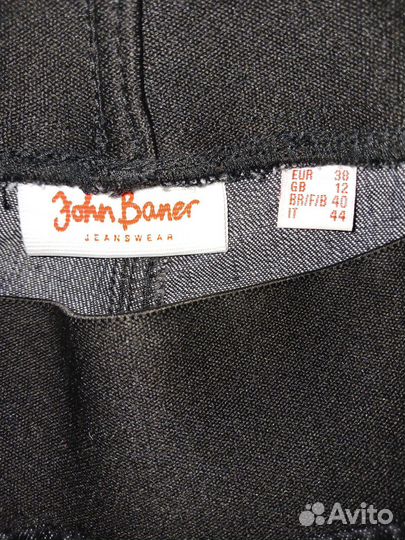 John Baner
JEANSWEAR
EUR 38
GB 12
BR/F/B 40
IT 44
Avito